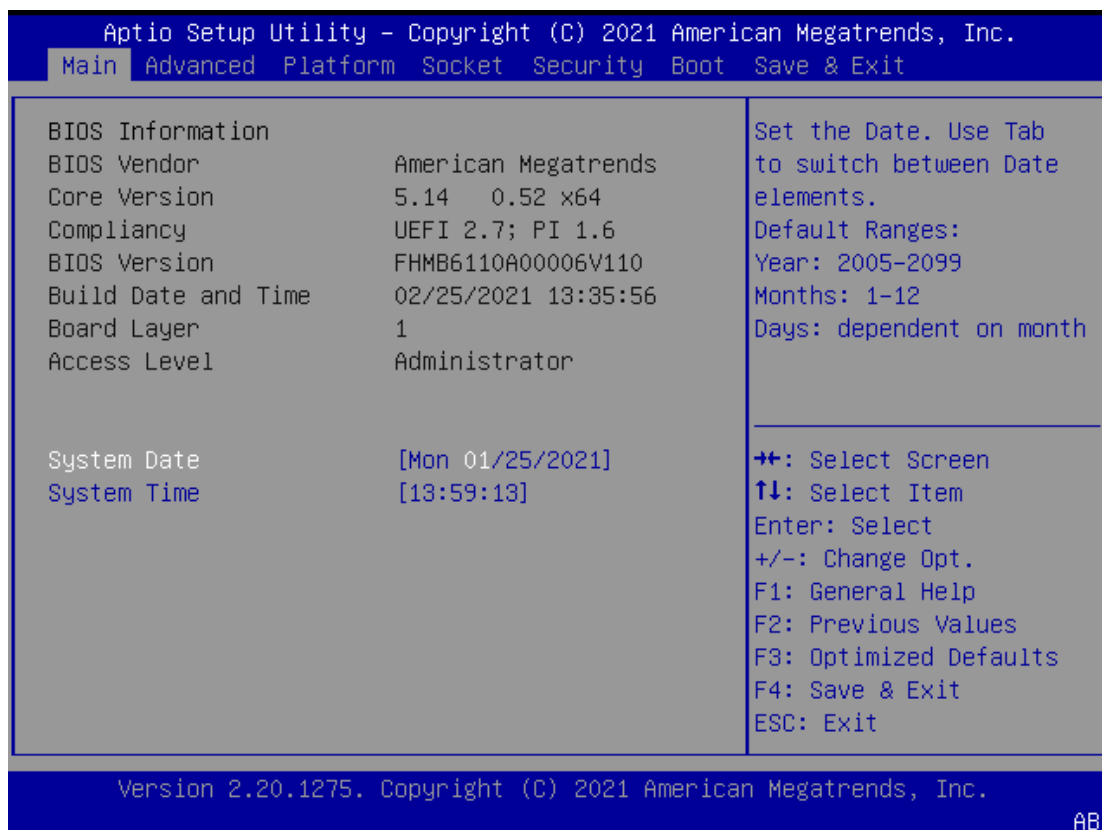 Aptio Setup Utility – Copyright (C) 2021 American Megatrends, Inc.
Main Advanced Platform Socket Security Boot Save & Exit
BIOS Information
BIOS Vendor American Megatrends
Core Version 5.14 0.52 x64
Compliancy UEFI 2.7; PI 1.6
BIOS Version FHMB6110A00006V110
Build Date and Time 02/25/2021 13:35:56
Board Layer 1
Access Level Administrator
System Date [Mon 01/25/2021]
System Time [13:59:13]
Set the Date. Use Tab
to switch between Date
elements.
Default Ranges:
Year: 2005-2099
Months: 1-12
Days: dependent on month
→←: Select Screen
↑↓: Select Item
Enter: Select
+/-: Change Opt.
F1: General Help
F2: Previous Values
F3: Optimized Defaults
F4: Save & Exit
ESC: Exit
Version 2.20.1275. Copyright (C) 2021 American Megatrends, Inc.
AB